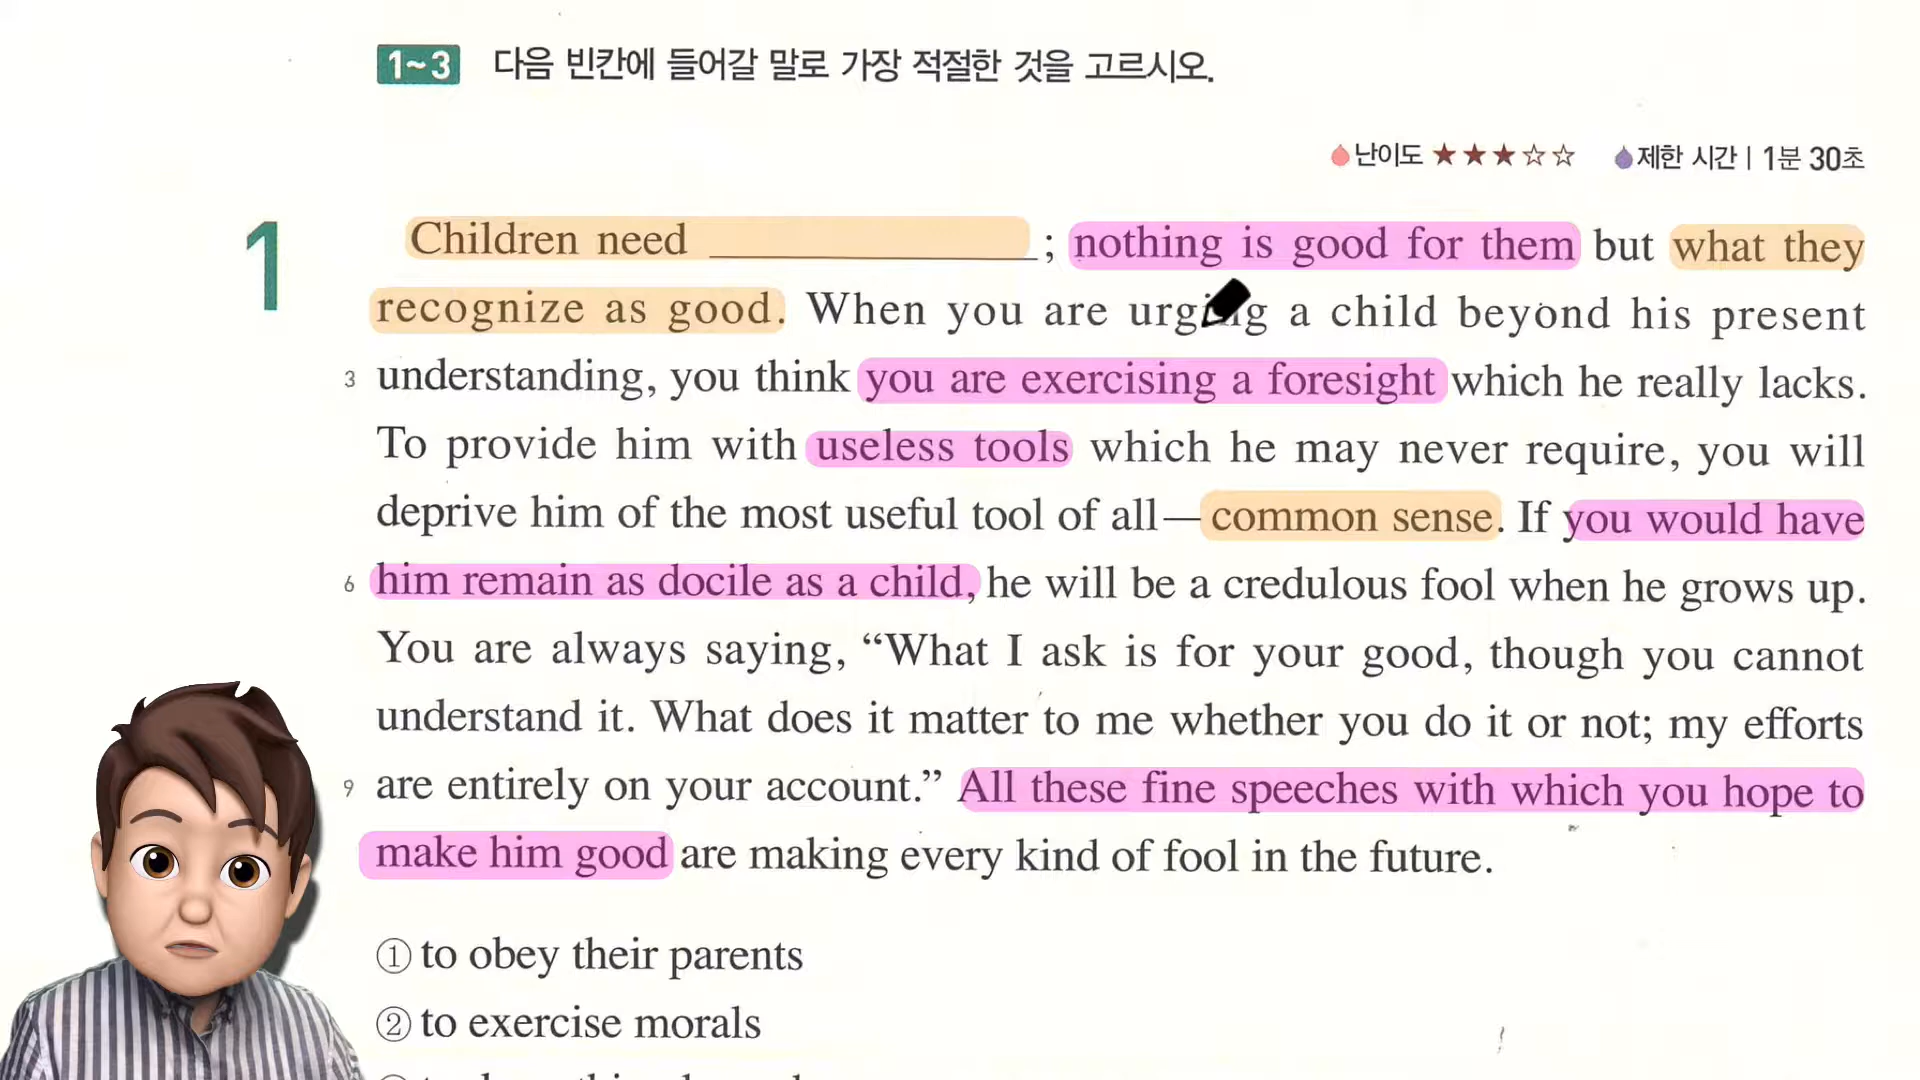 1~3 다음 빈칸에 들어갈 말로 가장 적절한 것을 고르시오.
난이도 ★★★☆☆ 제한 시간 | 1분 30초
1
Children need ____________ ; nothing is good for them but what they
recognize as good. When you are urging a child beyond his present
3 understanding, you think you are exercising a foresight which he really lacks.
To provide him with useless tools which he may never require, you will
deprive him of the most useful tool of all—common sense. If you would have
6 him remain as docile as a child, he will be a credulous fool when he grows up.
You are always saying, “What I ask is for your good, though you cannot
understand it. What does it matter to me whether you do it or not; my efforts
9 are entirely on your account.” All these fine speeches with which you hope to
make him good are making every kind of fool in the future.
① to obey their parents
② to exercise morals